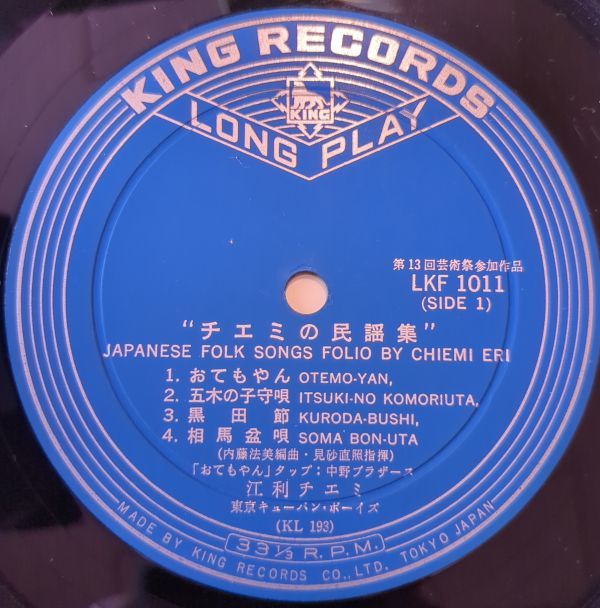 KING RECORDS
KING
LONG PLAY
第13回芸術祭参加作品
LKF 1011
(SIDE 1)
“チエミの民謡集”
JAPANESE FOLK SONGS FOLIO BY CHIEMI ERI
1. おてもやん OTEMO-YAN,
2. 五木の子守唄 ITSUKI-NO KOMORIUTA,
3. 黒田節 KURODA-BUSHI,
4. 相馬盆唄 SOMA BON-UTA
(内藤法美編曲・見砂直照指揮)
「おてもやん」タップ:中野ブラザース
江利チエミ
東京キューバン・ボーイズ
(KL 193)
33⅓ R.P.M.
MADE BY KING RECORDS CO., LTD. TOKYO JAPAN